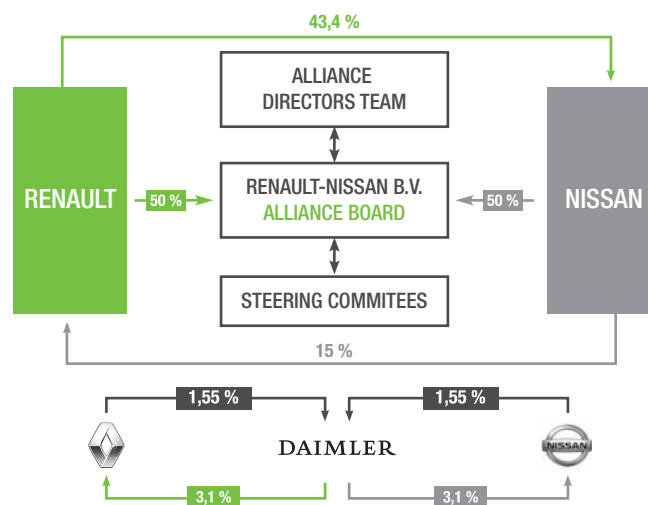 43,4 %
ALLIANCE
DIRECTORS TEAM
RENAULT
50 %
RENAULT-NISSAN B.V.
ALLIANCE BOARD
50 %
NISSAN
STEERING COMMITEES
15 %
1,55 %
1,55 %
DAIMLER
NISSAN
3,1 %
3,1 %